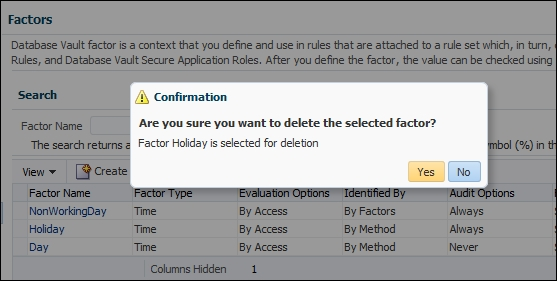 Factors
Database Vault factor is a context that you define and use in rules that are attached to a rule set which, in turn,
Rules, and Database Vault Secure Application Roles. After you define the factor, the value can be checked using
Search
Factor Name
The search returns a
symbol (%) in t
Confirmation
Are you sure you want to delete the selected factor?
Factor Holiday is selected for deletion
Yes No
View Create
Factor Name Factor Type Evaluation Options Identified By Audit Options
NonWorkingDay Time By Access By Factors Always
Holiday Time By Access By Method Always
Day Time By Access By Method Never
Columns Hidden 1